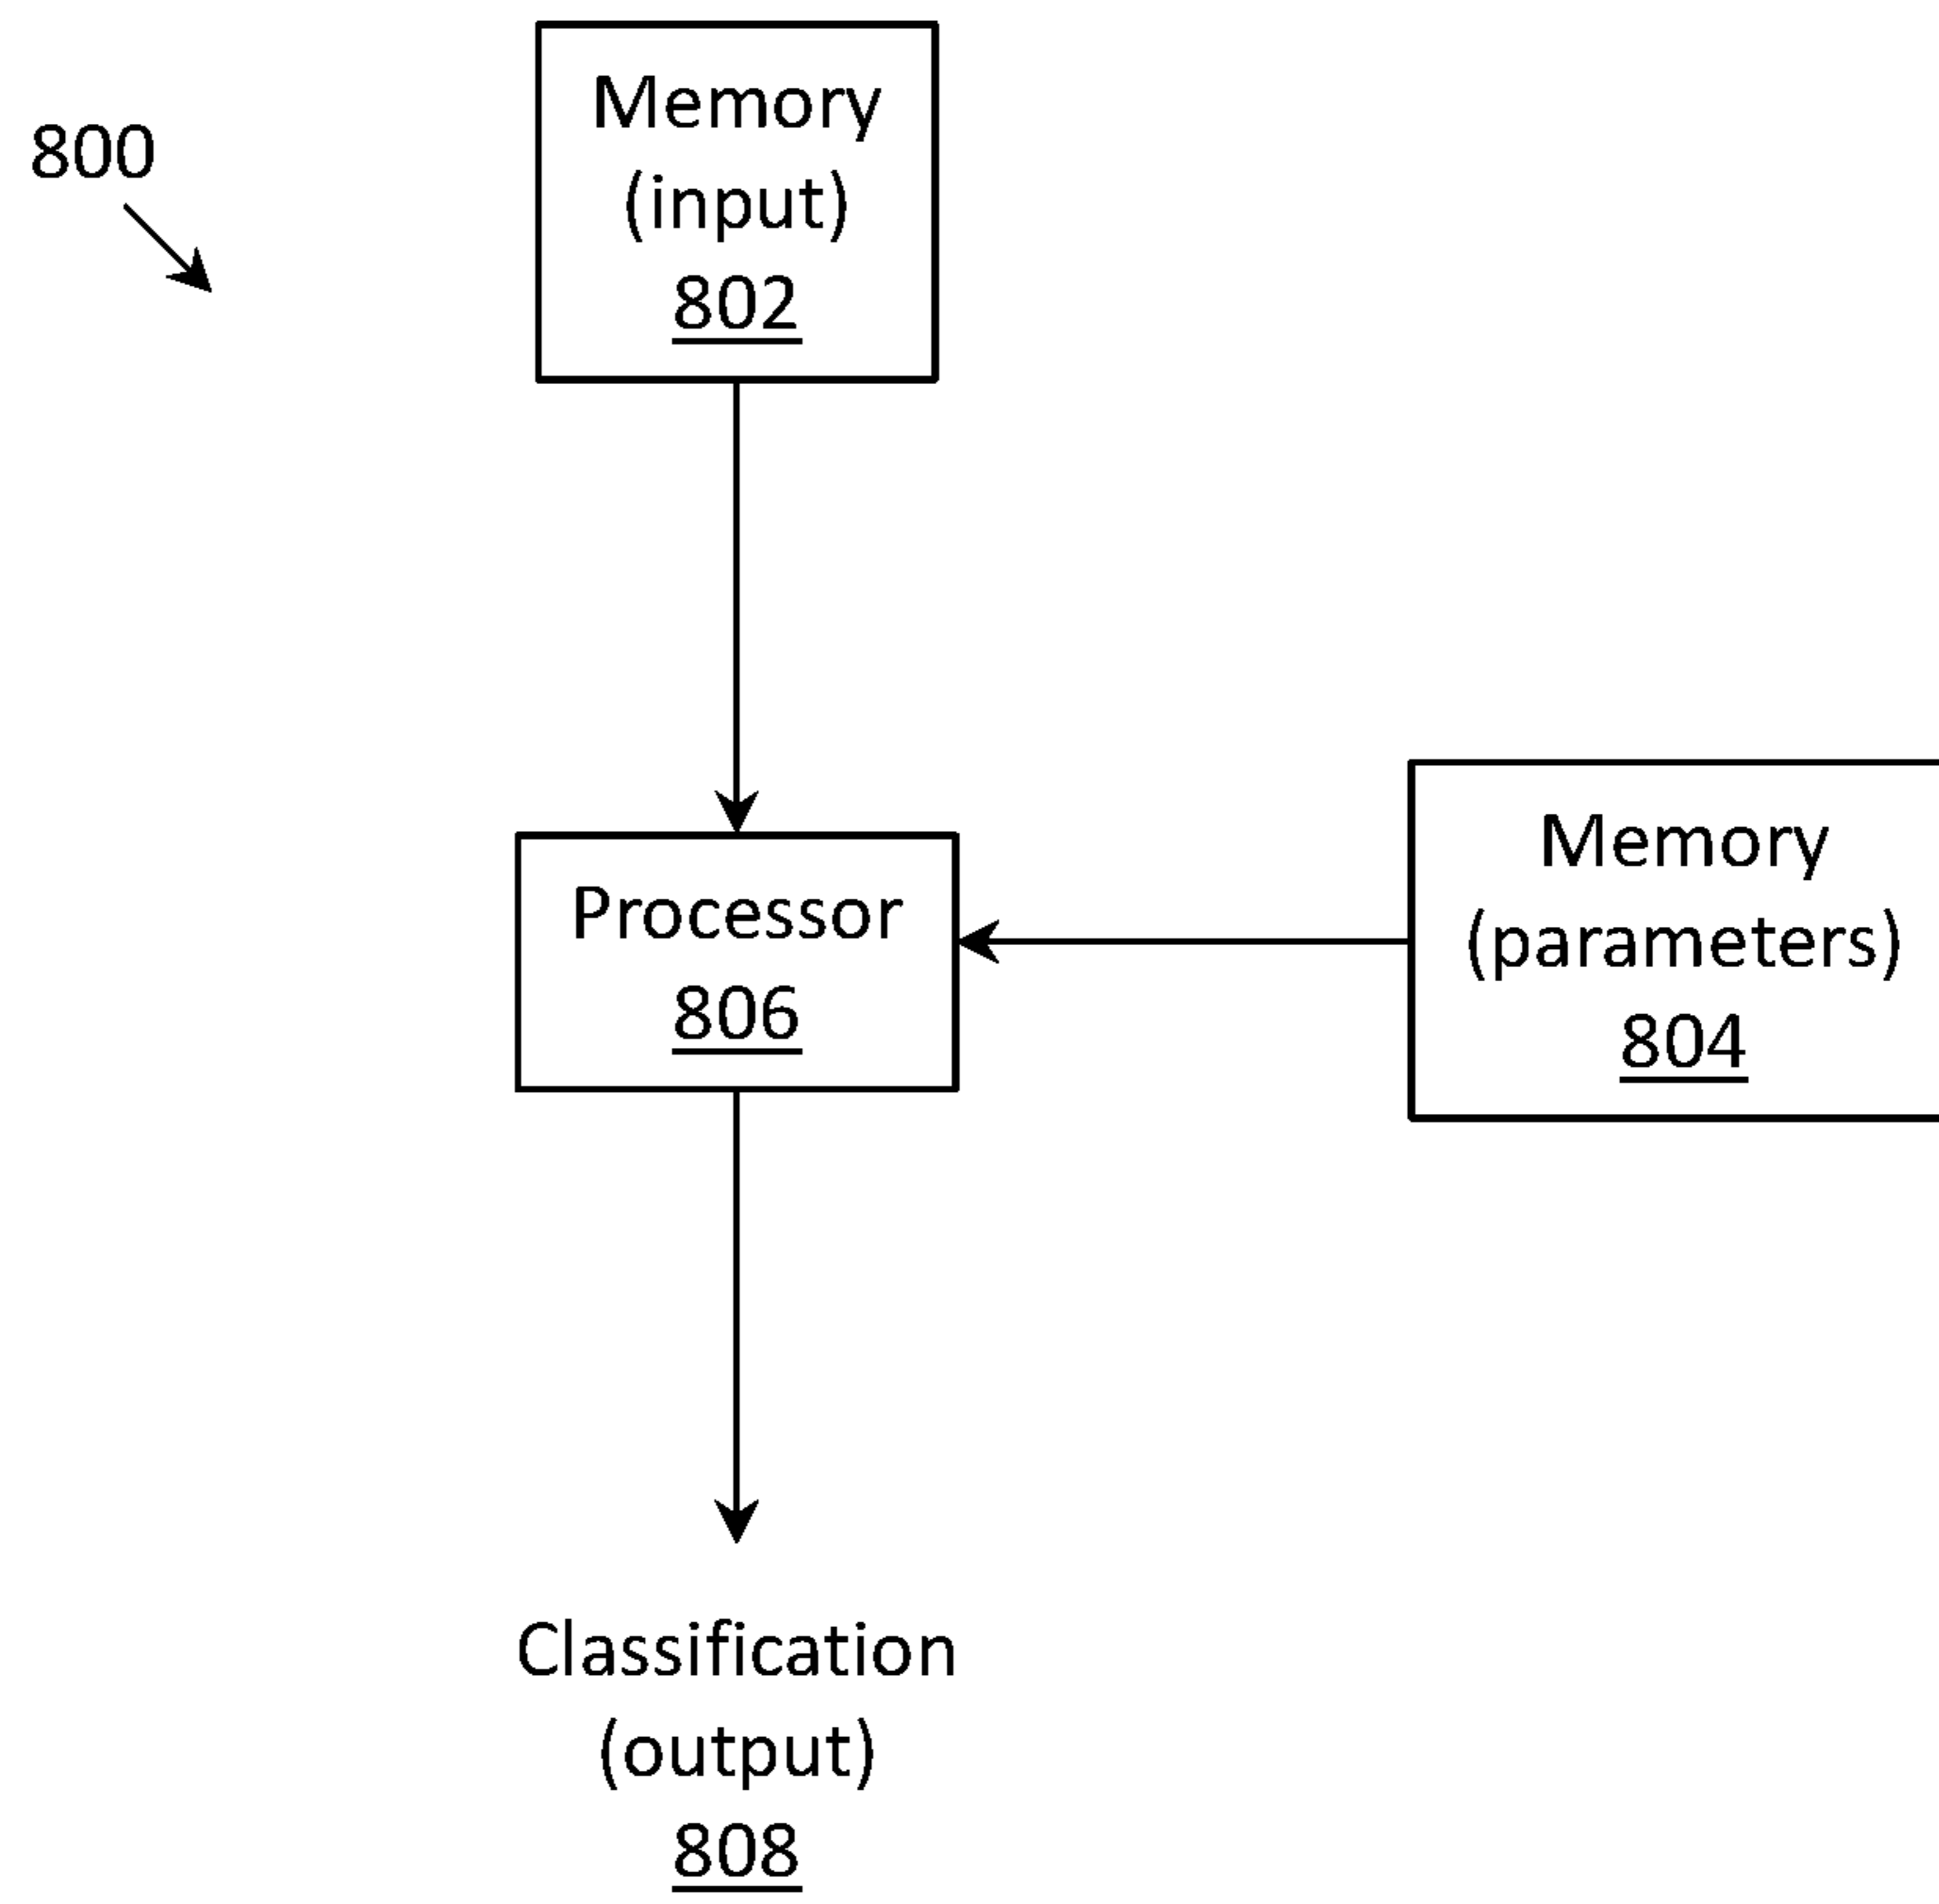 800
Memory
(input)
802
Processor
806
Memory
(parameters)
804
Classification
(output)
808